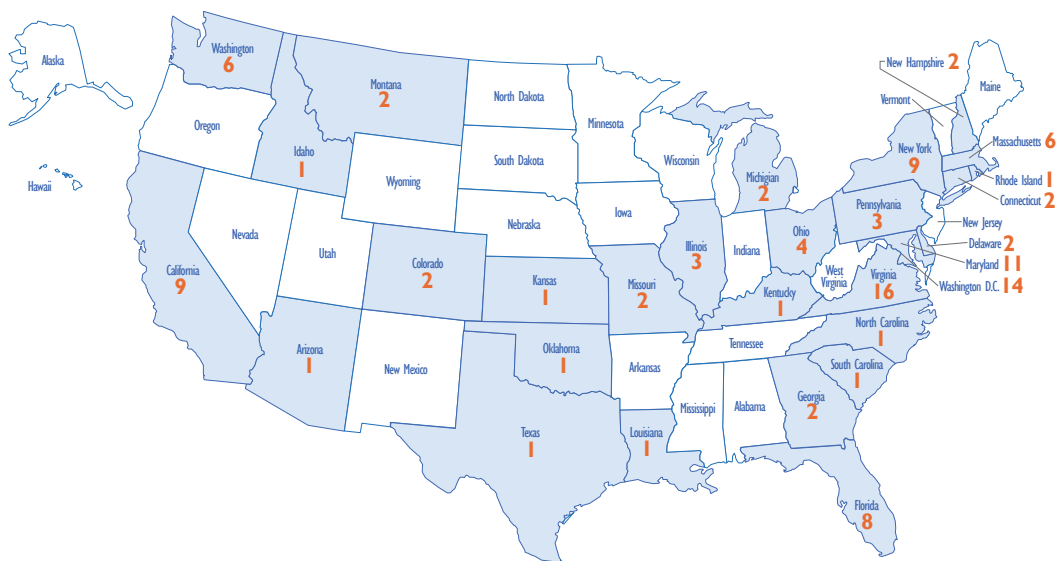 Alaska
Hawaii
Washington
6
Oregon
California
9
Nevada
Idaho
1
Montana
2
Wyoming
Utah
Arizona
1
Colorado
2
New Mexico
North Dakota
South Dakota
Nebraska
Kansas
1
Oklahoma
1
Texas
1
Minnesota
Iowa
Missouri
2
Arkansas
Louisiana
1
Wisconsin
Illinois
3
Michigian
2
Indiana
Ohio
4
Kentucky
1
Tennessee
Mississippi
Alabama
Georgia
2
Florida
8
South Carolina
1
North Carolina
1
Virginia
16
West
Virginia
Pennsylvania
3
New York
9
Vermont
New Hampshire 2
Maine
Massachusetts 6
Rhode Island 1
Connecticut 2
New Jersey
Delaware 2
Maryland 11
Washington D.C. 14